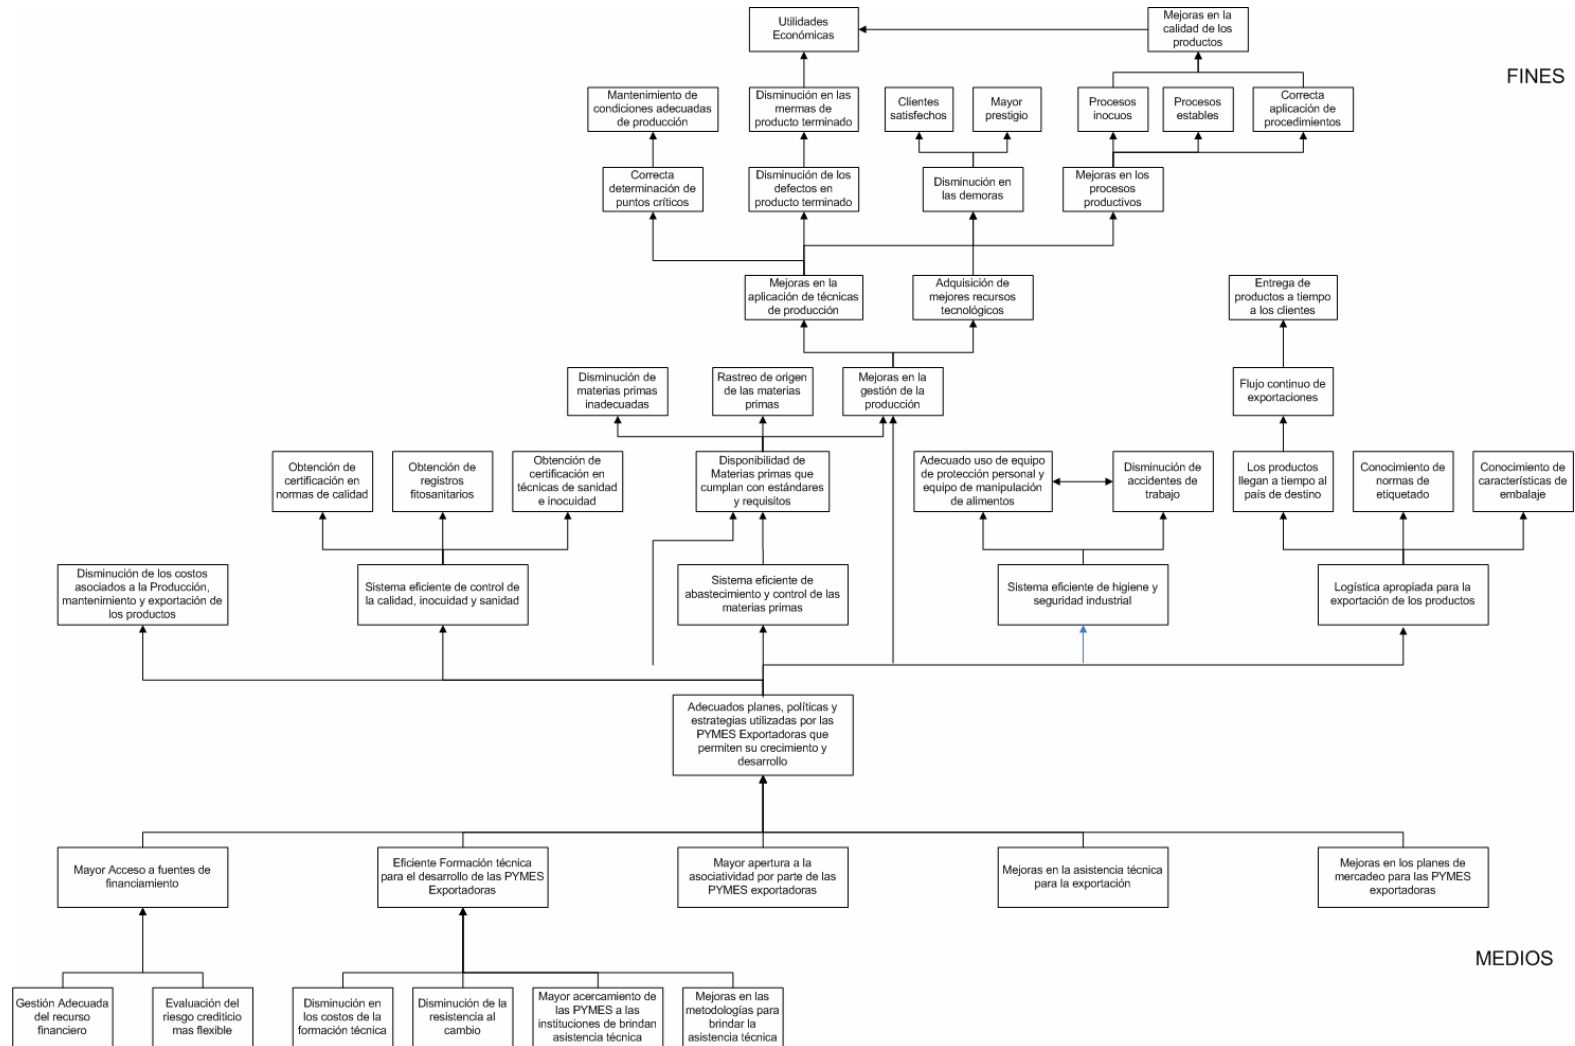 Utilidades
Económicas
Mejoras en la
calidad de los
productos
FINES
Mantenimiento de
condiciones adecuadas
de producción
Disminución en las
mermas de
producto terminado
Clientes
satisfechos
Mayor
prestigio
Procesos
inocuos
Procesos
estables
Correcta
aplicación de
procedimientos
Correcta
determinación de
puntos críticos
Disminución de los
defectos en
producto terminado
Disminución en
las demoras
Mejoras en los
procesos
productivos
Mejoras en la
aplicación de técnicas
de producción
Adquisición de
mejores recursos
tecnológicos
Entrega de
productos a tiempo
a los clientes
Disminución de
materias primas
inadecuadas
Rastreo de origen
de las materias
primas
Mejoras en la
gestión de la
producción
Flujo continuo de
exportaciones
Obtención de
certificación en
normas de calidad
Obtención de
registros
fitosanitarios
Obtención de
certificación en
técnicas de sanidad
e inocuidad
Disponibilidad de
Materias primas que
cumplan con estándares
y requisitos
Adecuado uso de equipo
de protección personal y
equipo de manipulación
de alimentos
Disminución de
accidentes de
trabajo
Los productos
llegan a tiempo al
país de destino
Conocimiento de
normas de
etiquetado
Conocimiento de
características de
embalaje
Disminución de los costos
asociados a la Producción,
mantenimiento y exportación de
los productos
Sistema eficiente de control de
la calidad, inocuidad y sanidad
Sistema eficiente de
abastecimiento y control de las
materias primas
Sistema eficiente de higiene y
seguridad industrial
Logística apropiada para la
exportación de los productos
Adecuados planes, políticas y
estrategias utilizadas por las
PYMES Exportadoras que
permiten su crecimiento y
desarrollo
Mayor Acceso a fuentes de
financiamiento
Eficiente Formación técnica
para el desarrollo de las PYMES
Exportadoras
Mayor apertura a la
asociatividad por parte de las
PYMES exportadoras
Mejoras en la asistencia técnica
para la exportación
Mejoras en los planes de
mercadeo para las PYMES
exportadoras
MEDIOS
Gestión Adecuada
del recurso
financiero
Evaluación del
riesgo crediticio
mas flexible
Disminución en
los costos de la
formación técnica
Disminución de la
resistencia al
cambio
Mayor acercamiento de
las PYMES a las
instituciones de brindan
asistencia técnica
Mejoras en las
metodologías para
brindar la
asistencia técnica